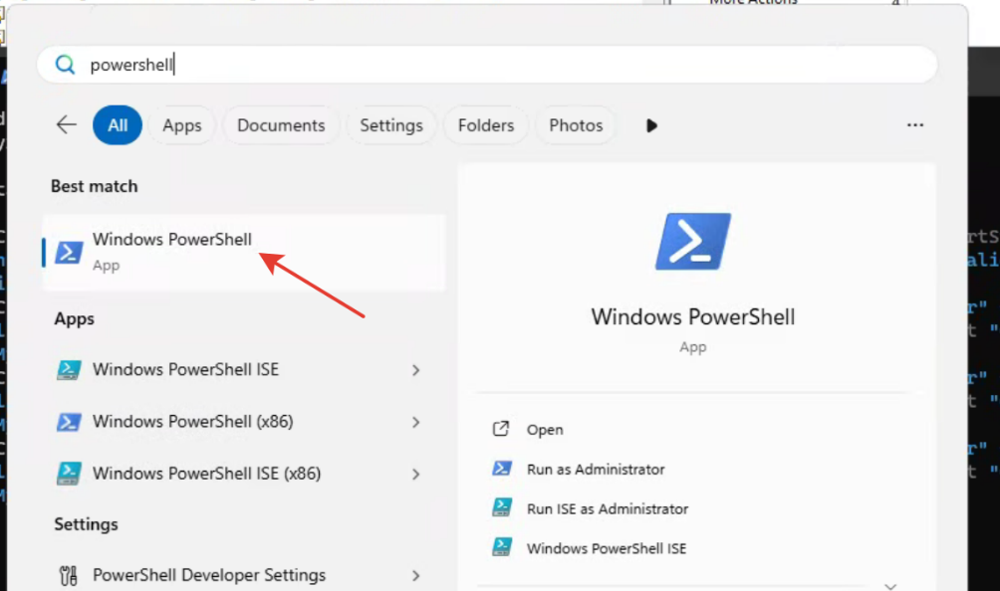 More Actions
powershell
All
Apps
Documents
Settings
Folders
Photos
Best match
Windows PowerShell
App
Apps
Windows PowerShell ISE
Windows PowerShell (x86)
Windows PowerShell ISE (x86)
Settings
PowerShell Developer Settings
Windows PowerShell
App
Open
Run as Administrator
Run ISE as Administrator
Windows PowerShell ISE